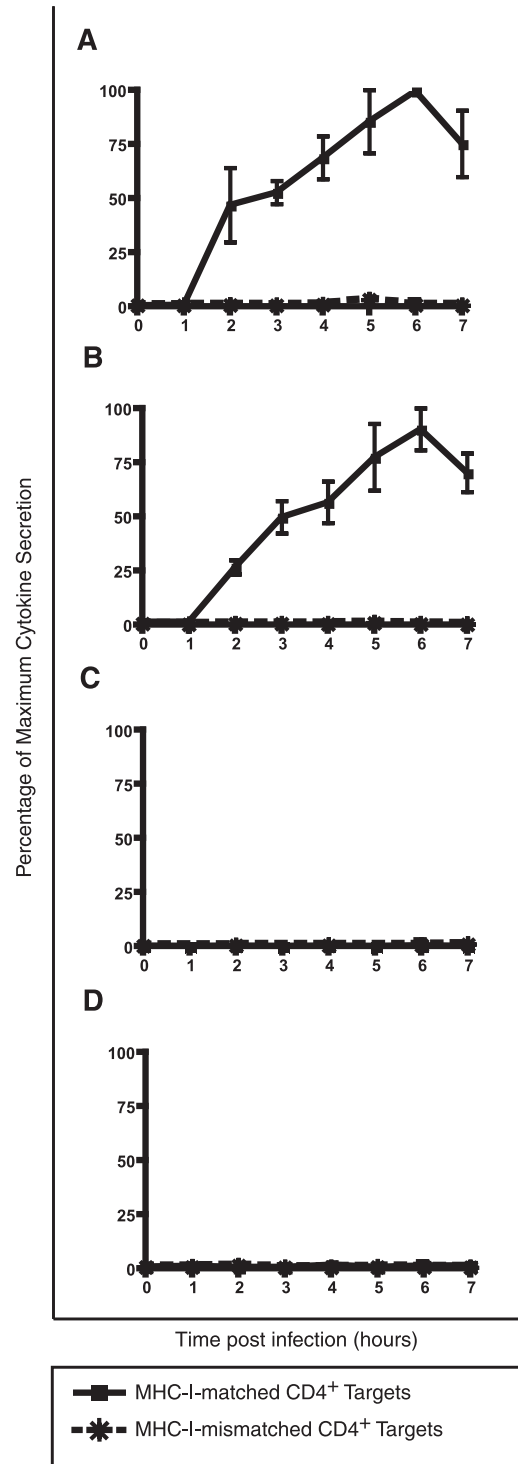 A
100
75
50
25
0
0 1 2 3 4 5 6 7
B
100
75
50
25
0
0 1 2 3 4 5 6 7
C
100
75
50
25
0
0 1 2 3 4 5 6 7
D
100
75
50
25
0
0 1 2 3 4 5 6 7
Percentage of Maximum Cytokine Secretion
Time post infection (hours)
MHC-I-matched CD4⁺ Targets
MHC-I-mismatched CD4⁺ Targets